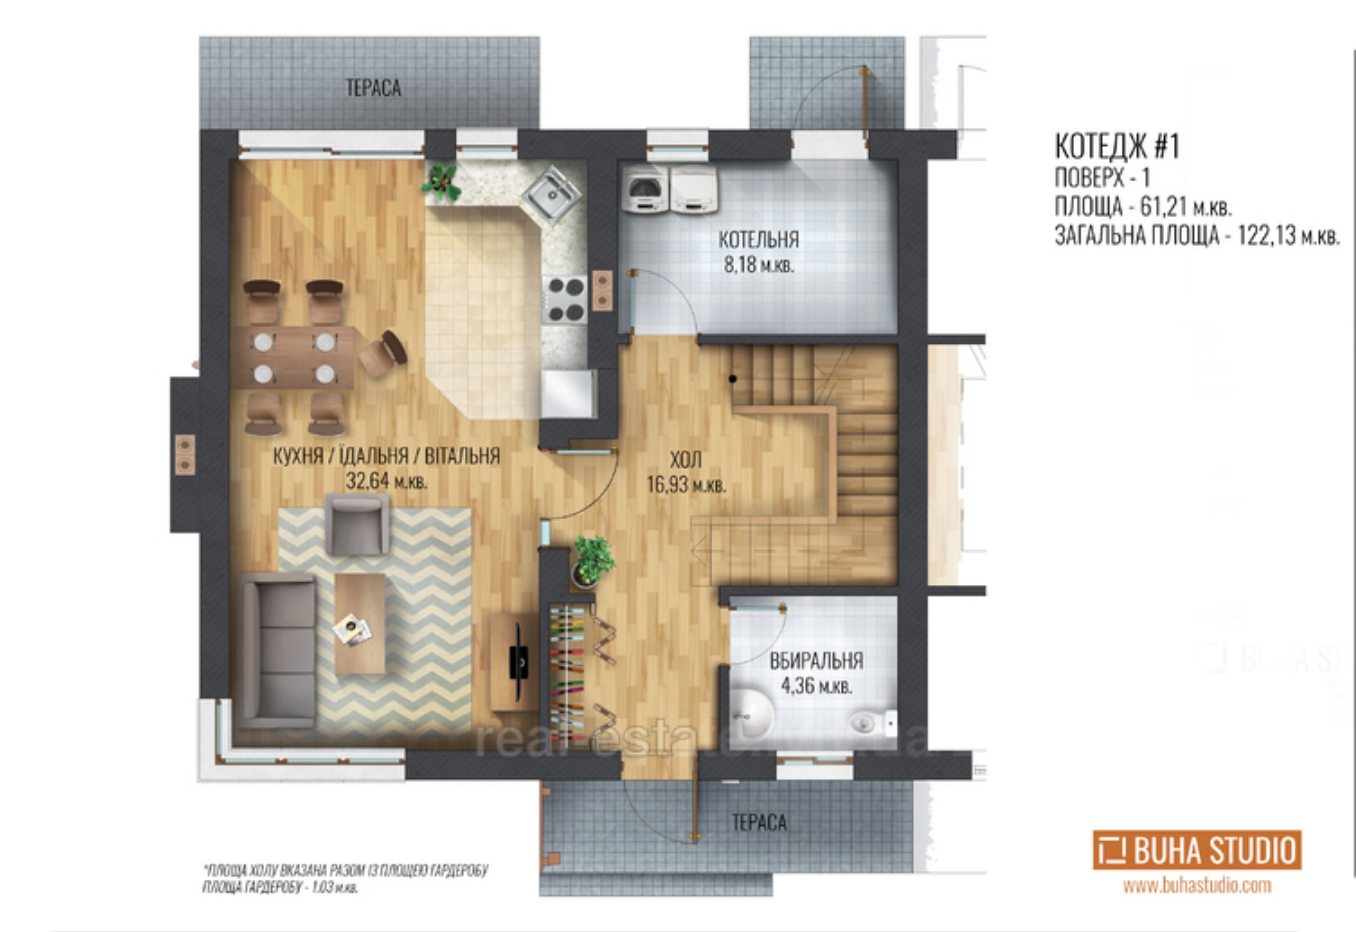 ТЕРАСА
КОТЕДЖ #1
ПОВЕРХ - 1
ПЛОЩА - 61,21 м.кв.
ЗАГАЛЬНА ПЛОЩА - 122,13 м.кв.
КОТЕЛЬНЯ
8,18 м.кв.
КУХНЯ / ЇДАЛЬНЯ / ВІТАЛЬНЯ
32,64 м.кв.
ХОЛ
16,93 м.кв.
ВБИРАЛЬНЯ
4,36 м.кв.
BUHA ST
real-esta
ТЕРАСА
*ПЛОЩА ХОЛУ ВКАЗАНА РАЗОМ ІЗ ПЛОЩЕЮ ГАРДЕРОБУ
ПЛОЩА ГАРДЕРОБУ - 1.03 м.кв.
BUHA STUDIO
www.buhastudio.com